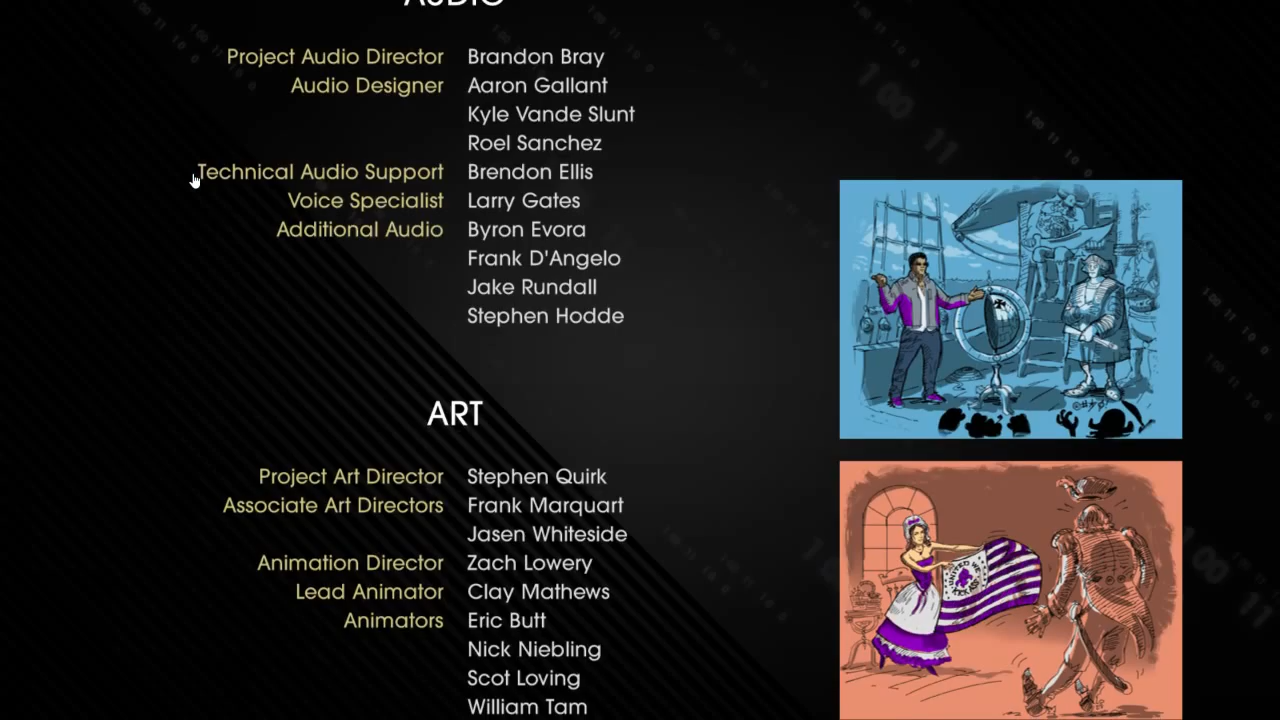 AUDIO
Project Audio Director Brandon Bray
Audio Designer Aaron Gallant
Kyle Vande Slunt
Roel Sanchez
Technical Audio Support Brendon Ellis
Voice Specialist Larry Gates
Additional Audio Byron Evora
Frank D'Angelo
Jake Rundall
Stephen Hodde
ART
Project Art Director Stephen Quirk
Associate Art Directors Frank Marquart
Jasen Whiteside
Animation Director Zach Lowery
Lead Animator Clay Mathews
Animators Eric Butt
Nick Niebling
Scot Loving
William Tam